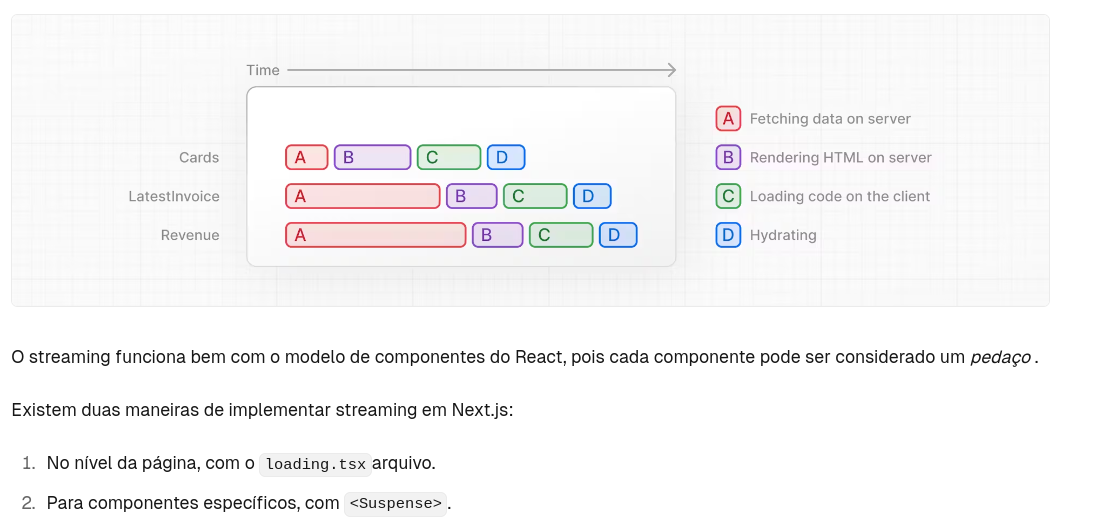 Time
A Fetching data on server
Cards A B C D B Rendering HTML on server
LatestInvoice A B C D C Loading code on the client
Revenue A B C D D Hydrating
O streaming funciona bem com o modelo de componentes do React, pois cada componente pode ser considerado um pedaço .
Existem duas maneiras de implementar streaming em Next.js:
1. No nível da página, com o loading.tsx arquivo.
2. Para componentes específicos, com <Suspense>.